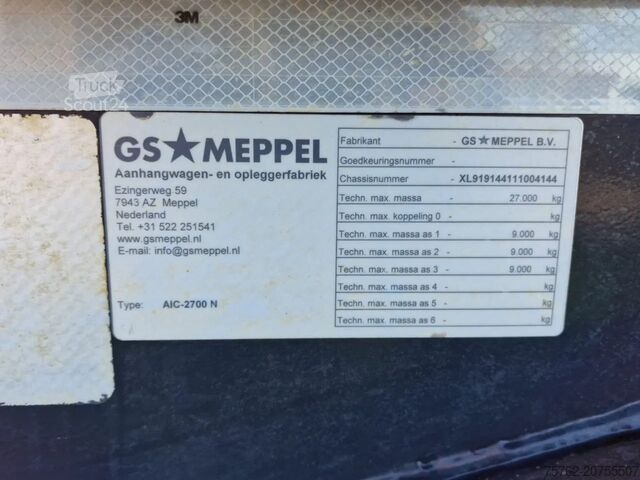 3M
Truck
Scout24
GS★MEPPEL
Aanhangwagen- en opleggerfabriek
Ezingerweg 59
7943 AZ Meppel
Nederland
Tel. +31 522 251541
www.gsmeppel.nl
E-mail: info@gsmeppel.nl
Type: AIC-2700 N
Fabrikant - GS★MEPPEL B.V.
Goedkeuringsnummer -
Chassisnummer - XL919144111004144
Techn. max. massa - 27.000 kg
Techn. max. koppeling 0 - kg
Techn. max. massa as 1 - 9.000 kg
Techn. max. massa as 2 - 9.000 kg
Techn. max. massa as 3 - 9.000 kg
Techn. max. massa as 4 - kg
Techn. max. massa as 5 - kg
Techn. max. massa as 6 - kg
75762-20755507